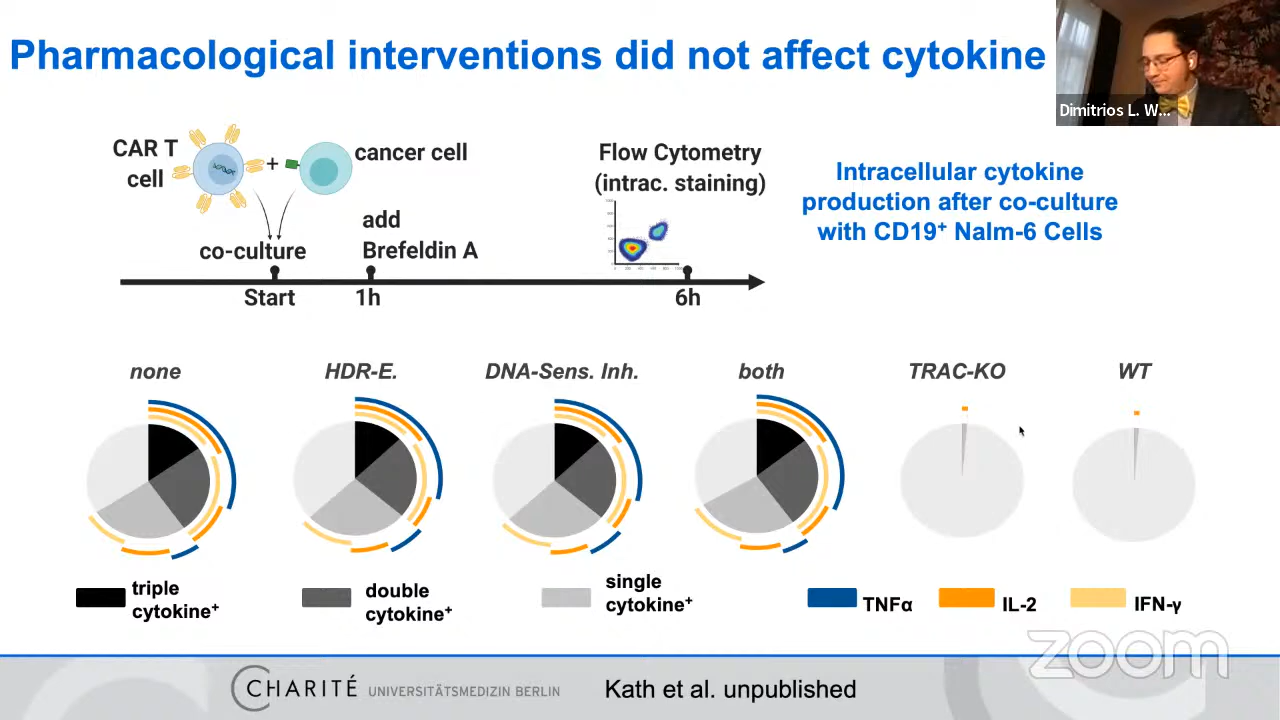 Pharmacological interventions did not affect cytokine
Dimitrios L. W...
CAR T
cell
+
cancer cell
co-culture
add
Brefeldin A
Flow Cytometry
(intrac. staining)
Start
1h
6h
Intracellular cytokine
production after co-culture
with CD19⁺ Nalm-6 Cells
none
HDR-E.
DNA-Sens. Inh.
both
TRAC-KO
WT
triple
cytokine⁺
double
cytokine⁺
single
cytokine⁺
TNFα
IL-2
IFN-γ
zoom
CHARITÉ UNIVERSITÄTSMEDIZIN BERLIN
Kath et al. unpublished